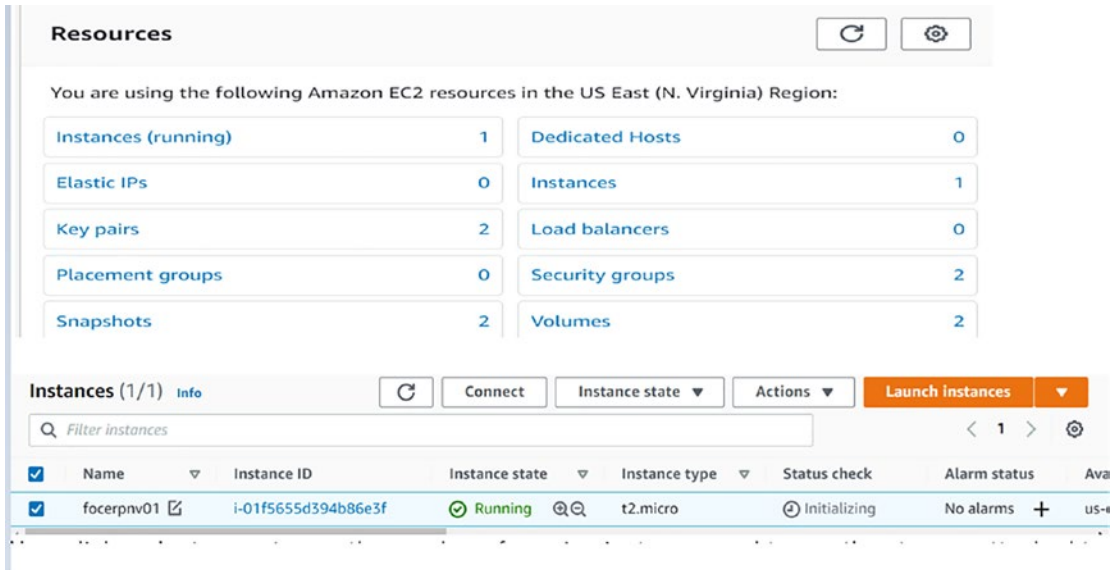 Resources
You are using the following Amazon EC2 resources in the US East (N. Virginia) Region:
Instances (running) 1 Dedicated Hosts 0
Elastic IPs 0 Instances 1
Key pairs 2 Load balancers 0
Placement groups 0 Security groups 2
Snapshots 2 Volumes 2
Instances (1/1) Info Connect Instance state Actions Launch instances
Filter instances 1
Name Instance ID Instance state Instance type Status check Alarm status Ava
focerpnv01 i-01f5655d394b86e3f Running t2.micro Initializing No alarms + us-